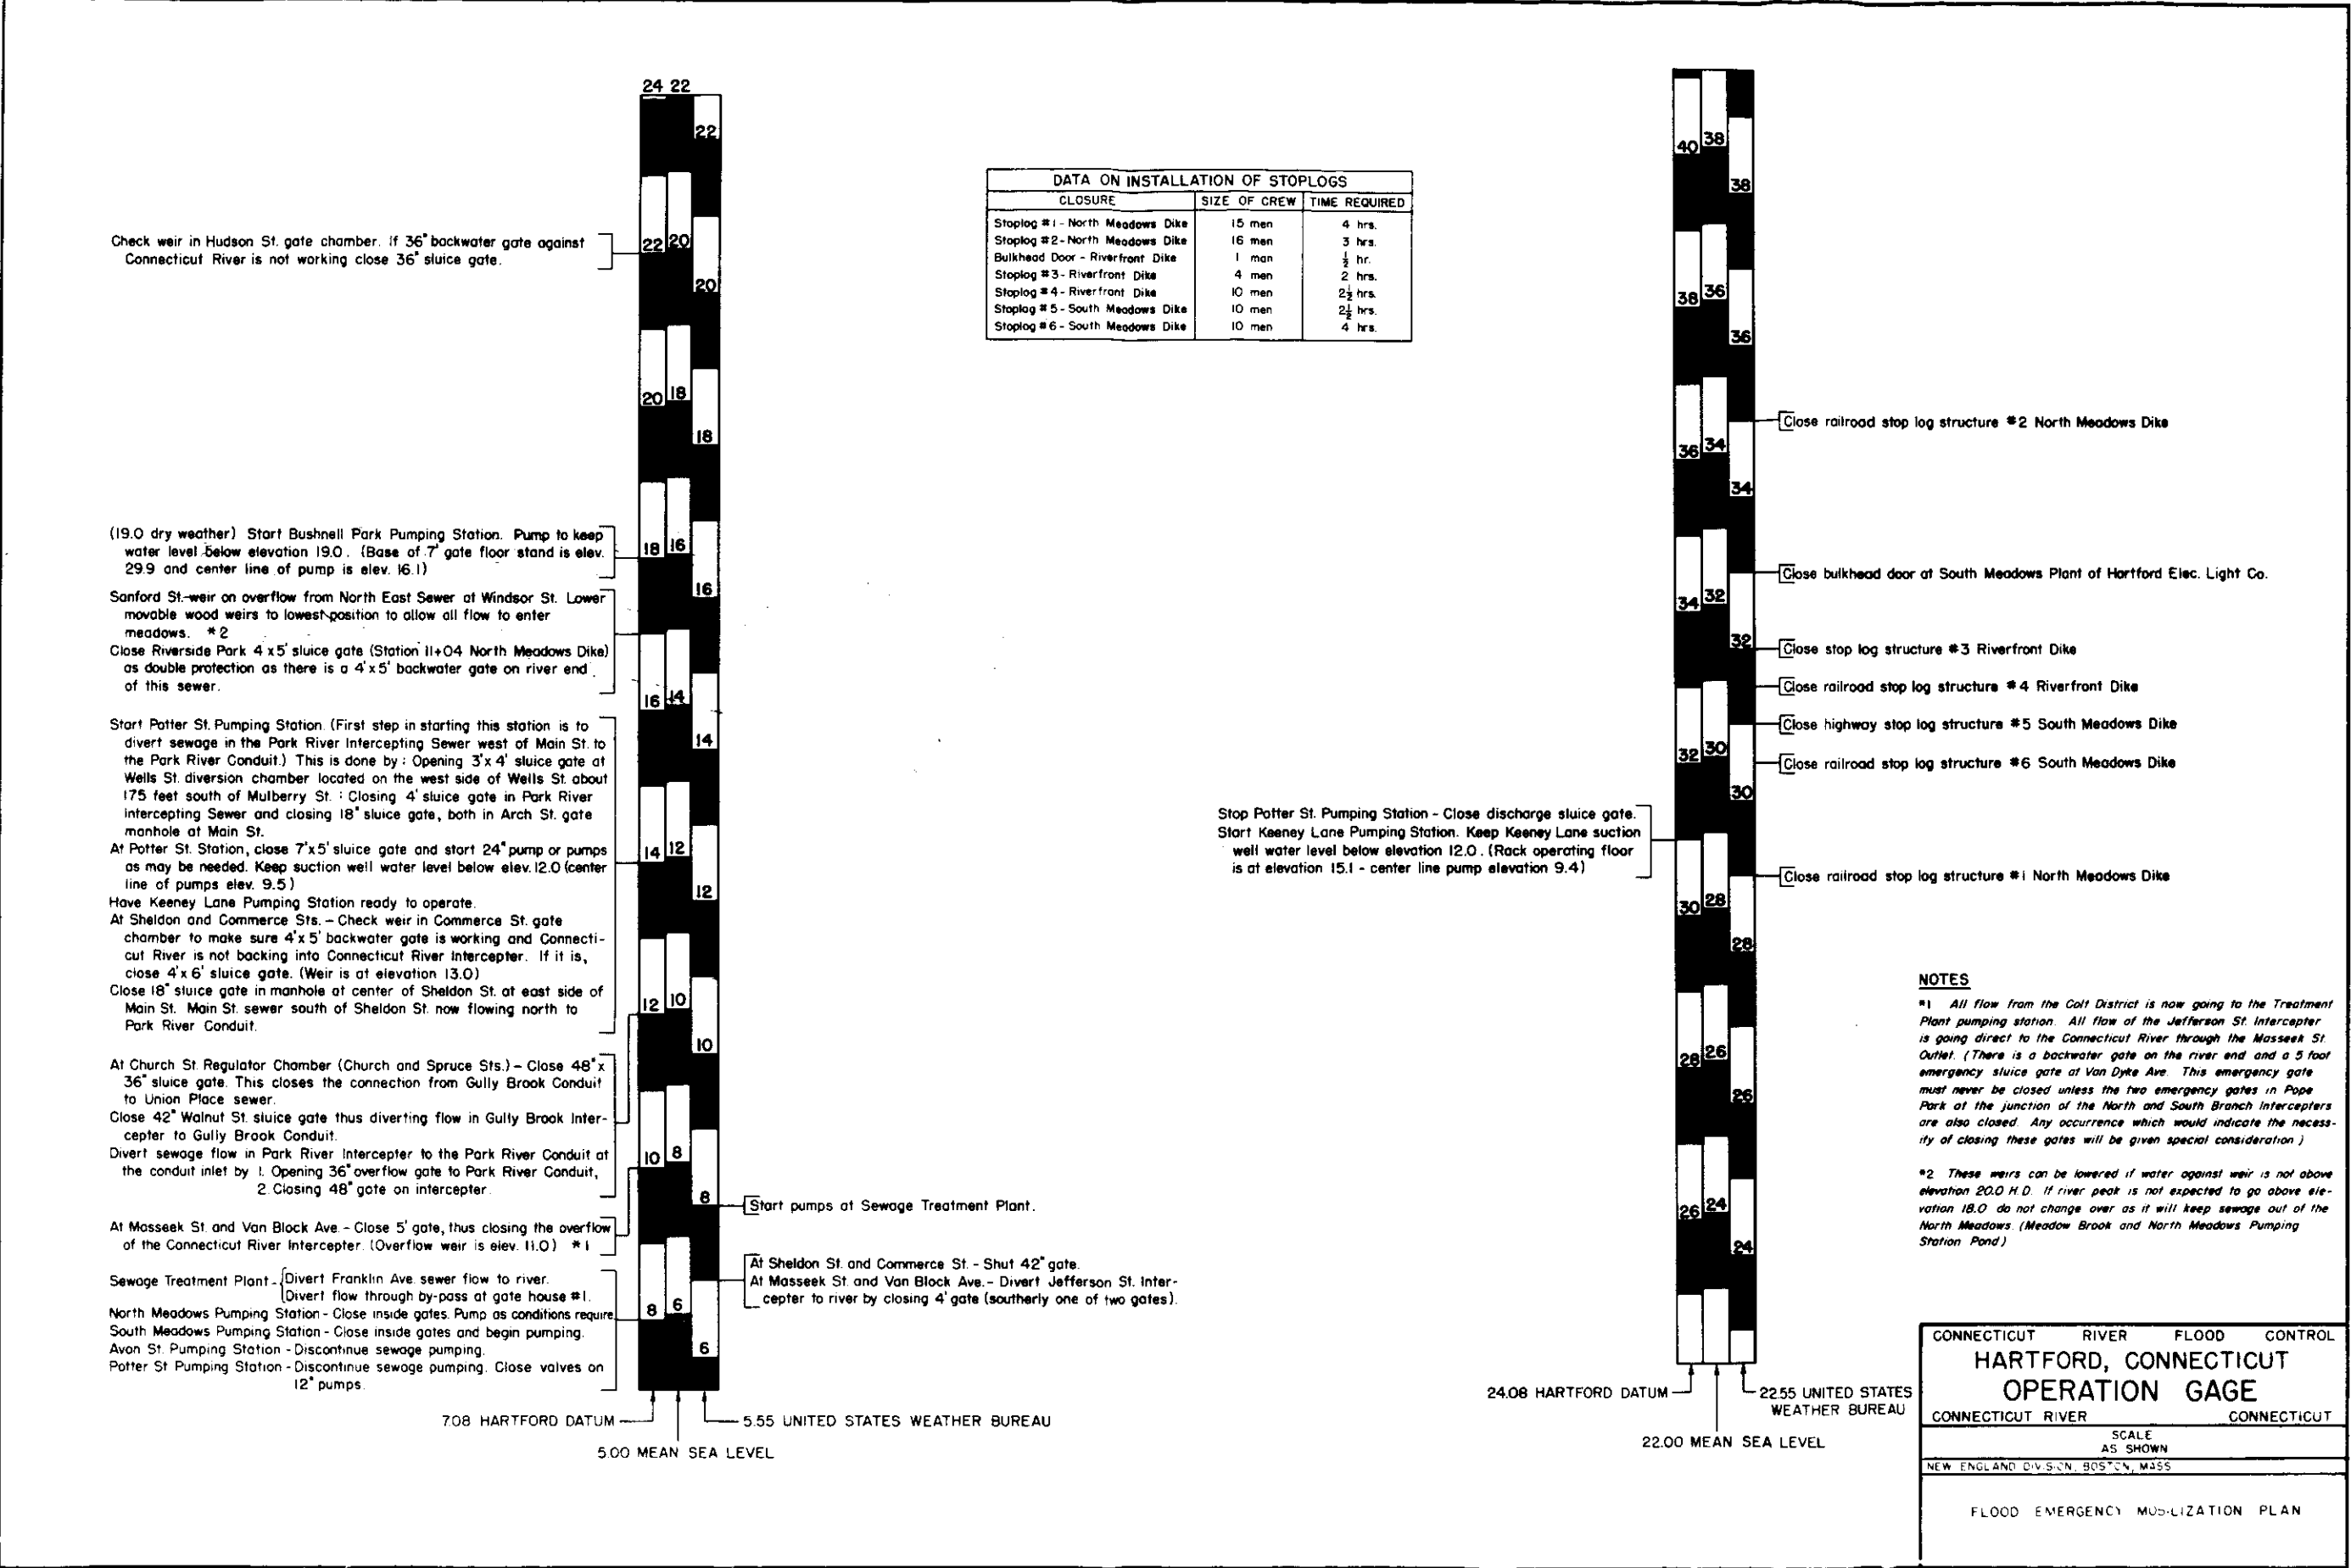 24 22
22
22 20
20
20 18
18
18 16
16
16 14
14
14 12
12
12 10
10
10 8
8
8 6
6
Check weir in Hudson St. gate chamber. If 36" backwater gate against
Connecticut River is not working close 36" sluice gate.
(19.0 dry weather) Start Bushnell Park Pumping Station. Pump to keep
water level below elevation 19.0. (Base of 7' gate floor stand is elev.
29.9 and center line of pump is elev. 16.1)
Sanford St.-weir on overflow from North East Sewer at Windsor St. Lower
movable wood weirs to lowest position to allow all flow to enter
meadows. *2
Close Riverside Park 4'x5' sluice gate (Station 11+04 North Meadows Dike)
as double protection as there is a 4'x5' backwater gate on river end
of this sewer.
Start Potter St. Pumping Station. (First step in starting this station is to
divert sewage in the Park River Intercepting Sewer west of Main St. to
the Park River Conduit.) This is done by: Opening 3'x4' sluice gate at
Wells St. diversion chamber located on the west side of Wells St. about
175 feet south of Mulberry St. : Closing 4' sluice gate in Park River
Intercepting Sewer and closing 18" sluice gate, both in Arch St. gate
manhole at Main St.
At Potter St. Station, close 7'x5' sluice gate and start 24" pump or pumps
as may be needed. Keep suction well water level below elev. 12.0 (center
line of pumps elev. 9.5)
Have Keeney Lane Pumping Station ready to operate.
At Sheldon and Commerce Sts. - Check weir in Commerce St. gate
chamber to make sure 4'x5' backwater gate is working and Connecti-
cut River is not backing into Connecticut River Intercepter. If it is,
close 4'x6' sluice gate. (Weir is at elevation 13.0)
Close 18" sluice gate in manhole at center of Sheldon St. at east side of
Main St. Main St. sewer south of Sheldon St. now flowing north to
Park River Conduit.
At Church St. Regulator Chamber (Church and Spruce Sts.) - Close 48"x
36" sluice gate. This closes the connection from Gully Brook Conduit
to Union Place sewer.
Close 42" Walnut St. sluice gate thus diverting flow in Gully Brook Inter-
cepter to Gully Brook Conduit.
Divert sewage flow in Park River Intercepter to the Park River Conduit at
the conduit inlet by 1. Opening 36" overflow gate to Park River Conduit,
2. Closing 48" gate on intercepter.
At Masseek St. and Van Block Ave. - Close 5' gate, thus closing the overflow
of the Connecticut River Intercepter. (Overflow weir is elev. 11.0) *1
Sewage Treatment Plant - {Divert Franklin Ave. sewer flow to river.
{Divert flow through by-pass at gate house #1.
North Meadows Pumping Station - Close inside gates. Pump as conditions require
South Meadows Pumping Station - Close inside gates and begin pumping.
Avon St. Pumping Station - Discontinue sewage pumping.
Potter St Pumping Station - Discontinue sewage pumping. Close valves on
12" pumps.
Start pumps at Sewage Treatment Plant.
At Sheldon St. and Commerce St. - Shut 42" gate.
At Masseek St. and Van Block Ave. - Divert Jefferson St. Inter-
cepter to river by closing 4' gate (southerly one of two gates).
7.08 HARTFORD DATUM
5.55 UNITED STATES WEATHER BUREAU
5.00 MEAN SEA LEVEL
DATA ON INSTALLATION OF STOPLOGS
CLOSURE SIZE OF CREW TIME REQUIRED
Stoplog #1 - North Meadows Dike 15 men 4 hrs.
Stoplog #2 - North Meadows Dike 16 men 3 hrs.
Bulkhead Door - Riverfront Dike 1 man ½ hr.
Stoplog #3 - Riverfront Dike 4 men 2 hrs.
Stoplog #4 - Riverfront Dike 10 men 2½ hrs.
Stoplog #5 - South Meadows Dike 10 men 2½ hrs.
Stoplog #6 - South Meadows Dike 10 men 4 hrs.
40 38
38
38 36
36
36 34
34
34 32
32
32 30
30
30 28
28
28 26
26
26 24
24
Close railroad stop log structure #2 North Meadows Dike
Close bulkhead door at South Meadows Plant of Hartford Elec. Light Co.
Close stop log structure #3 Riverfront Dike
Close railroad stop log structure #4 Riverfront Dike
Close highway stop log structure #5 South Meadows Dike
Close railroad stop log structure #6 South Meadows Dike
Stop Potter St. Pumping Station - Close discharge sluice gate.
Start Keeney Lane Pumping Station. Keep Keeney Lane suction
well water level below elevation 12.0. (Rack operating floor
is at elevation 15.1 - center line pump elevation 9.4)
Close railroad stop log structure #1 North Meadows Dike
24.08 HARTFORD DATUM
22.55 UNITED STATES
WEATHER BUREAU
22.00 MEAN SEA LEVEL
NOTES
*1 All flow from the Colt District is now going to the Treatment
Plant pumping station. All flow of the Jefferson St. Intercepter
is going direct to the Connecticut River through the Masseek St.
Outlet. (There is a backwater gate on the river end and a 5 foot
emergency sluice gate at Van Dyke Ave. This emergency gate
must never be closed unless the two emergency gates in Pope
Park at the junction of the North and South Branch Intercepters
are also closed. Any occurrence which would indicate the necess-
ity of closing these gates will be given special consideration.)
*2 These weirs can be lowered if water against weir is not above
elevation 20.0 H.D. If river peak is not expected to go above ele-
vation 18.0 do not change over as it will keep sewage out of the
North Meadows. (Meadow Brook and North Meadows Pumping
Station Pond)
CONNECTICUT RIVER FLOOD CONTROL
HARTFORD, CONNECTICUT
OPERATION GAGE
CONNECTICUT RIVER CONNECTICUT
SCALE
AS SHOWN
NEW ENGLAND DIVISION, BOSTON, MASS
FLOOD EMERGENCY MOBILIZATION PLAN